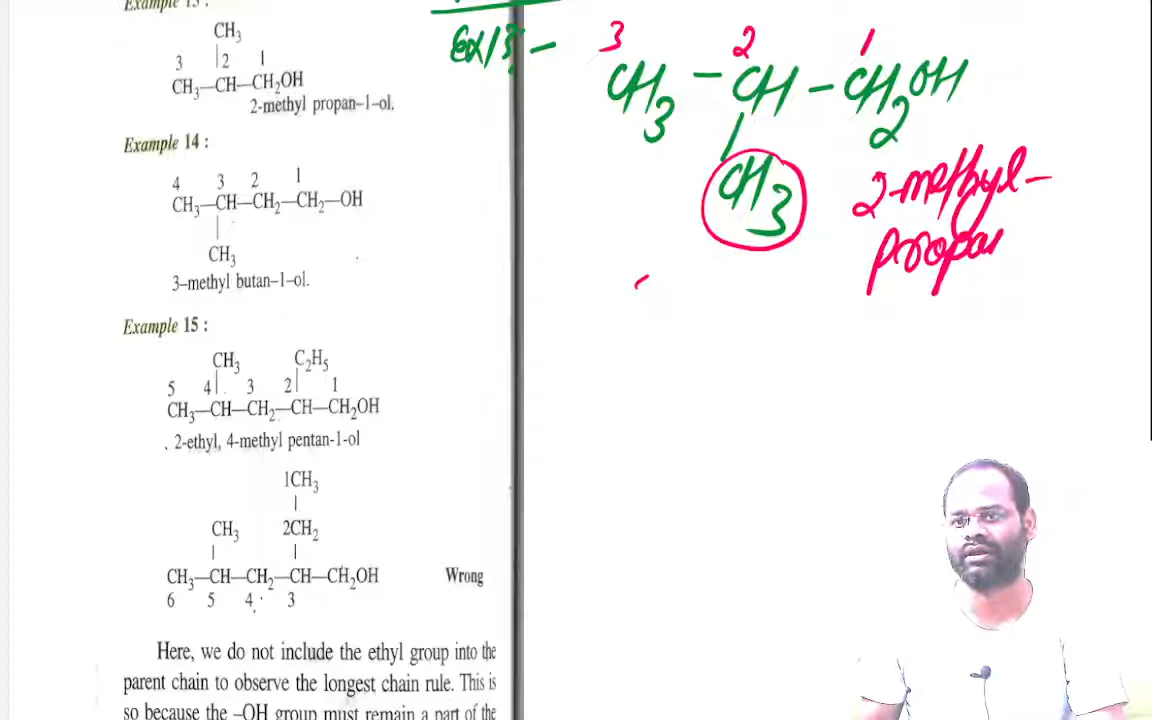 Example 13 :
CH₃
3 |2 1
CH₃—CH—CH₂OH
2-methyl propan–1–ol.
Example 14 :
4 3 2 1
CH₃—CH—CH₂—CH₂—OH
|
CH₃
3–methyl butan–1–ol.
Example 15 :
CH₃ C₂H₅
5 4| 3 2| 1
CH₃—CH—CH₂—CH—CH₂OH
2-ethyl, 4-methyl pentan-1-ol
1CH₃
|
CH₃ 2CH₂
| |
CH₃—CH—CH₂—CH—CH₂OH Wrong
6 5 4 3
Here, we do not include the ethyl group into the
parent chain to observe the longest chain rule. This is
so because the –OH group must remain a part of the
Ex13 –
3 2 1
CH₃ – CH – CH₂OH
|
CH₃
2-methyl-
propan